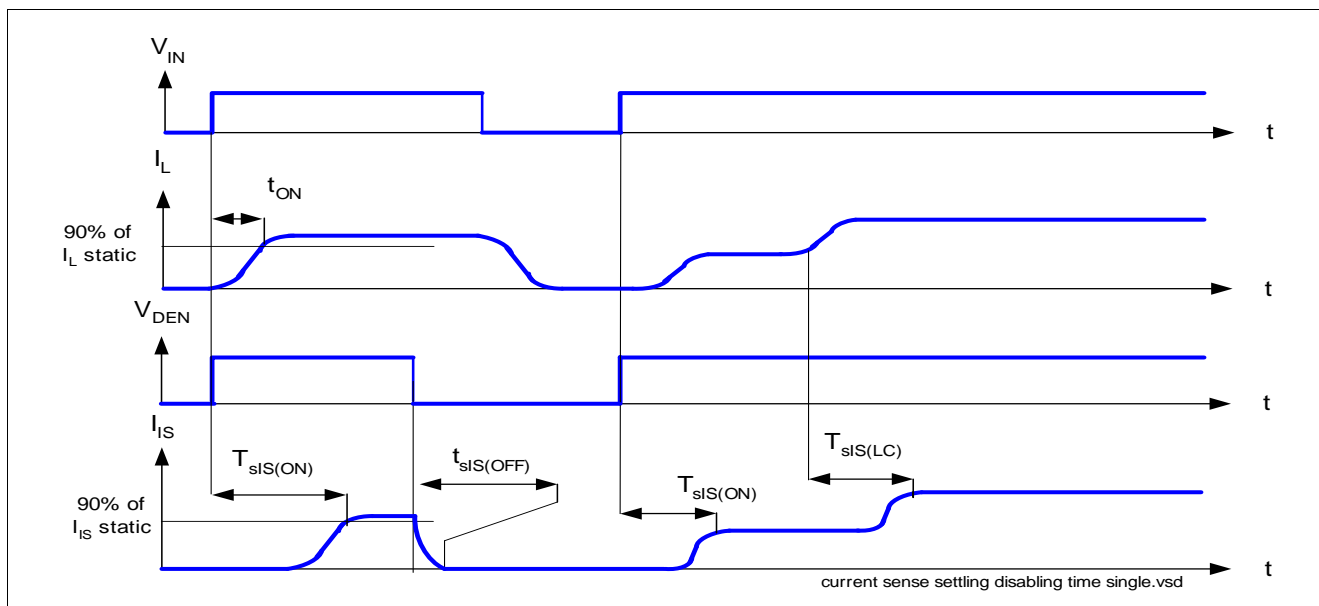 V_IN
t
I_L
t_ON
90% of
I_L static
t
V_DEN
t
I_IS
T_sIS(ON)
t_sIS(OFF)
T_sIS(ON)
T_sIS(LC)
90% of
I_IS static
t
current sense settling disabling time single.vsd